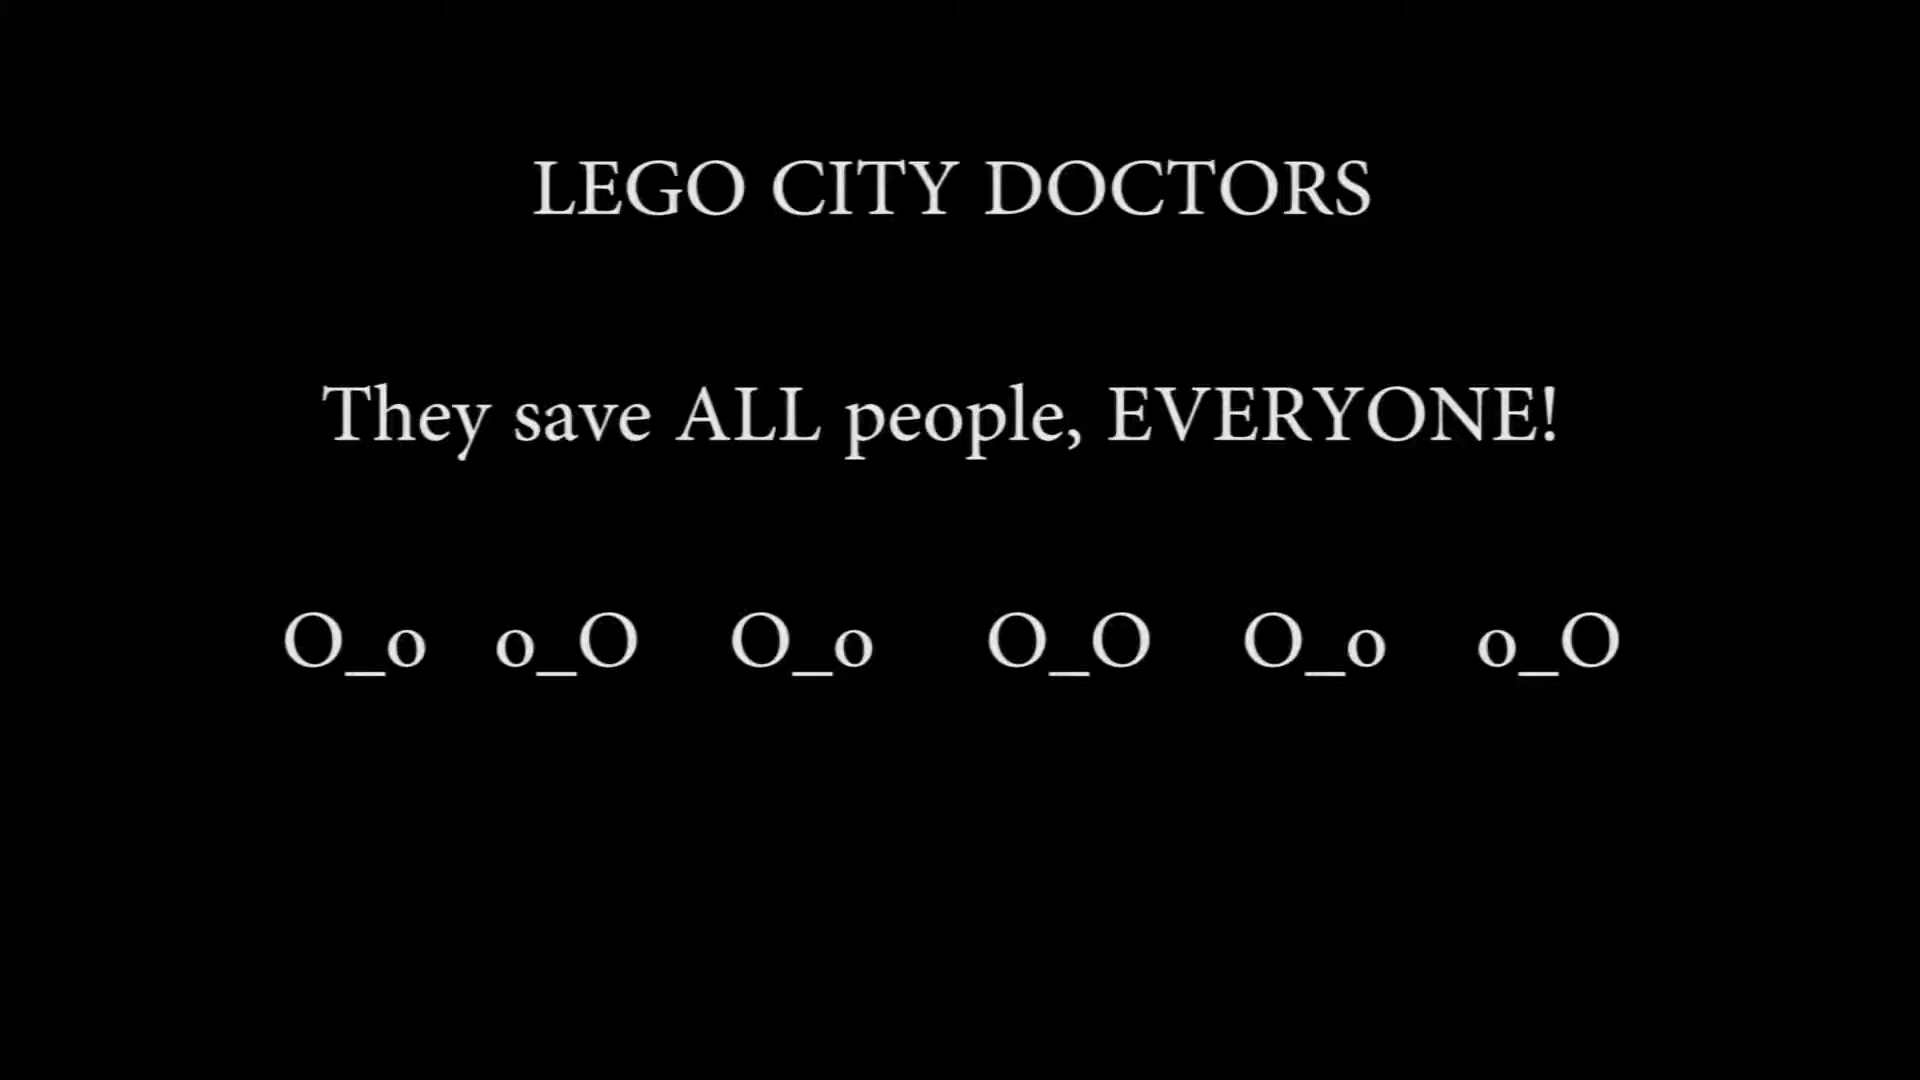 LEGO CITY DOCTORS
They save ALL people, EVERYONE!
O_o o_O O_o O_O O_o o_O